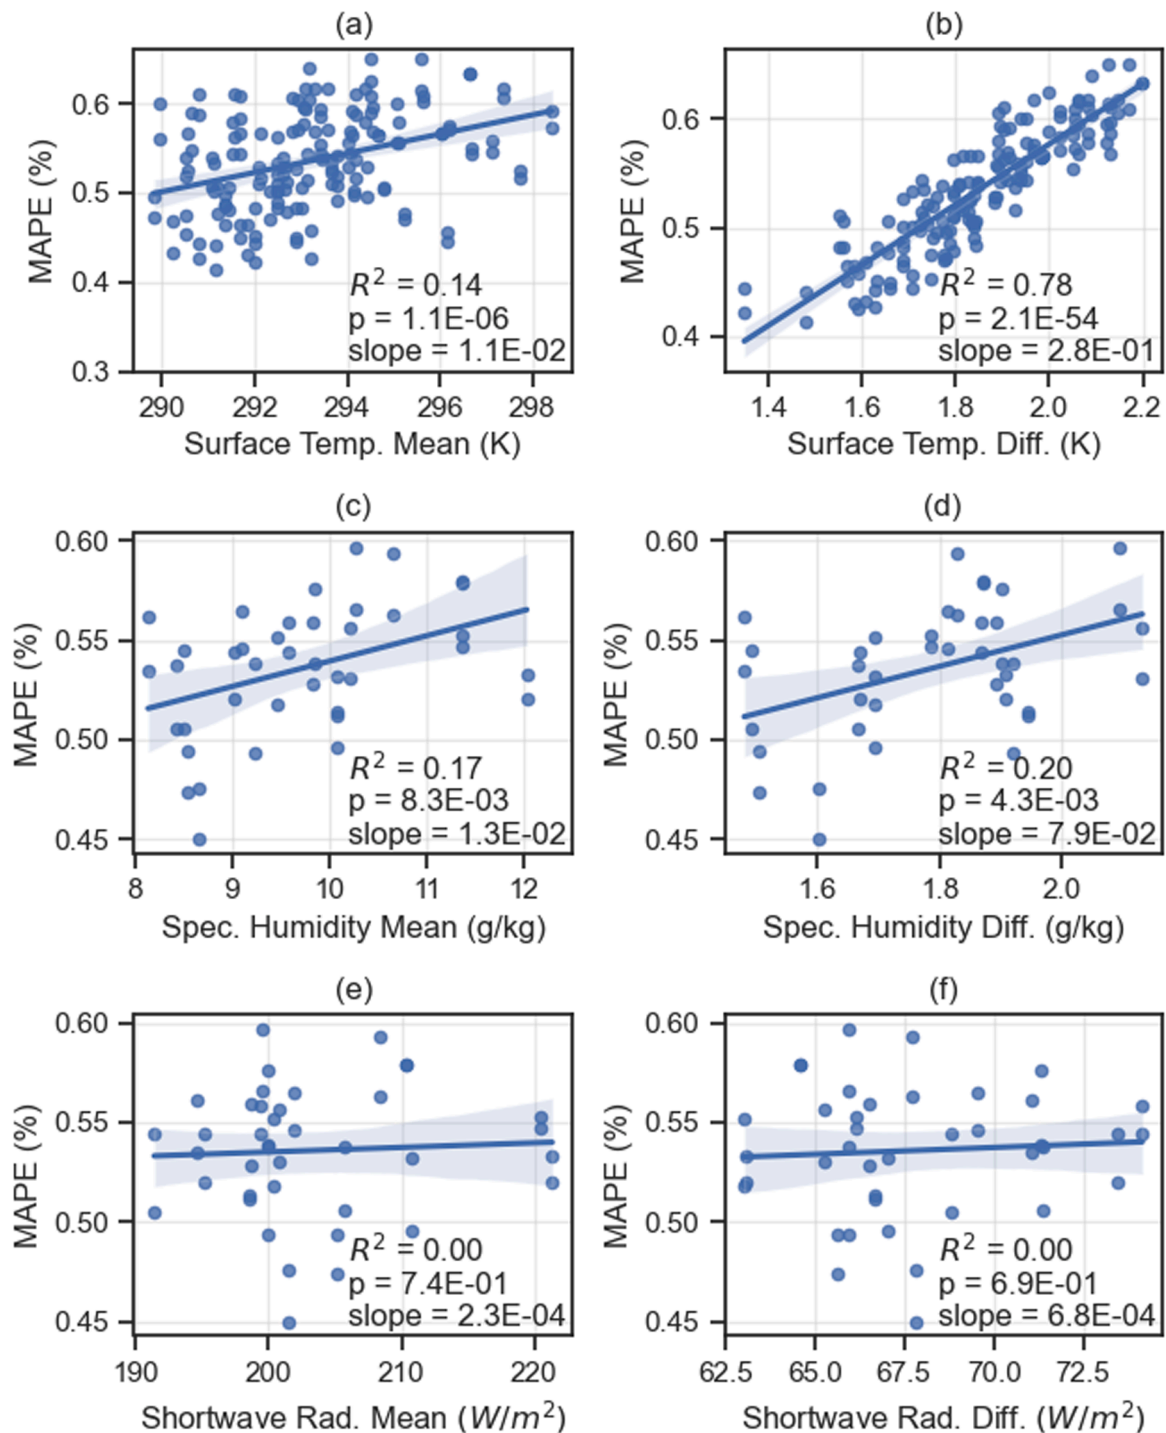 (a)
(b)
MAPE (%)
0.6
0.5
0.4
0.3
R² = 0.14
p = 1.1E-06
slope = 1.1E-02
290 292 294 296 298
Surface Temp. Mean (K)
MAPE (%)
0.6
0.5
0.4
R² = 0.78
p = 2.1E-54
slope = 2.8E-01
1.4 1.6 1.8 2.0 2.2
Surface Temp. Diff. (K)
(c)
(d)
MAPE (%)
0.60
0.55
0.50
0.45
R² = 0.17
p = 8.3E-03
slope = 1.3E-02
8 9 10 11 12
Spec. Humidity Mean (g/kg)
MAPE (%)
0.60
0.55
0.50
0.45
R² = 0.20
p = 4.3E-03
slope = 7.9E-02
1.6 1.8 2.0
Spec. Humidity Diff. (g/kg)
(e)
(f)
MAPE (%)
0.60
0.55
0.50
0.45
R² = 0.00
p = 7.4E-01
slope = 2.3E-04
190 200 210 220
Shortwave Rad. Mean (W/m²)
MAPE (%)
0.60
0.55
0.50
0.45
R² = 0.00
p = 6.9E-01
slope = 6.8E-04
62.5 65.0 67.5 70.0 72.5
Shortwave Rad. Diff. (W/m²)